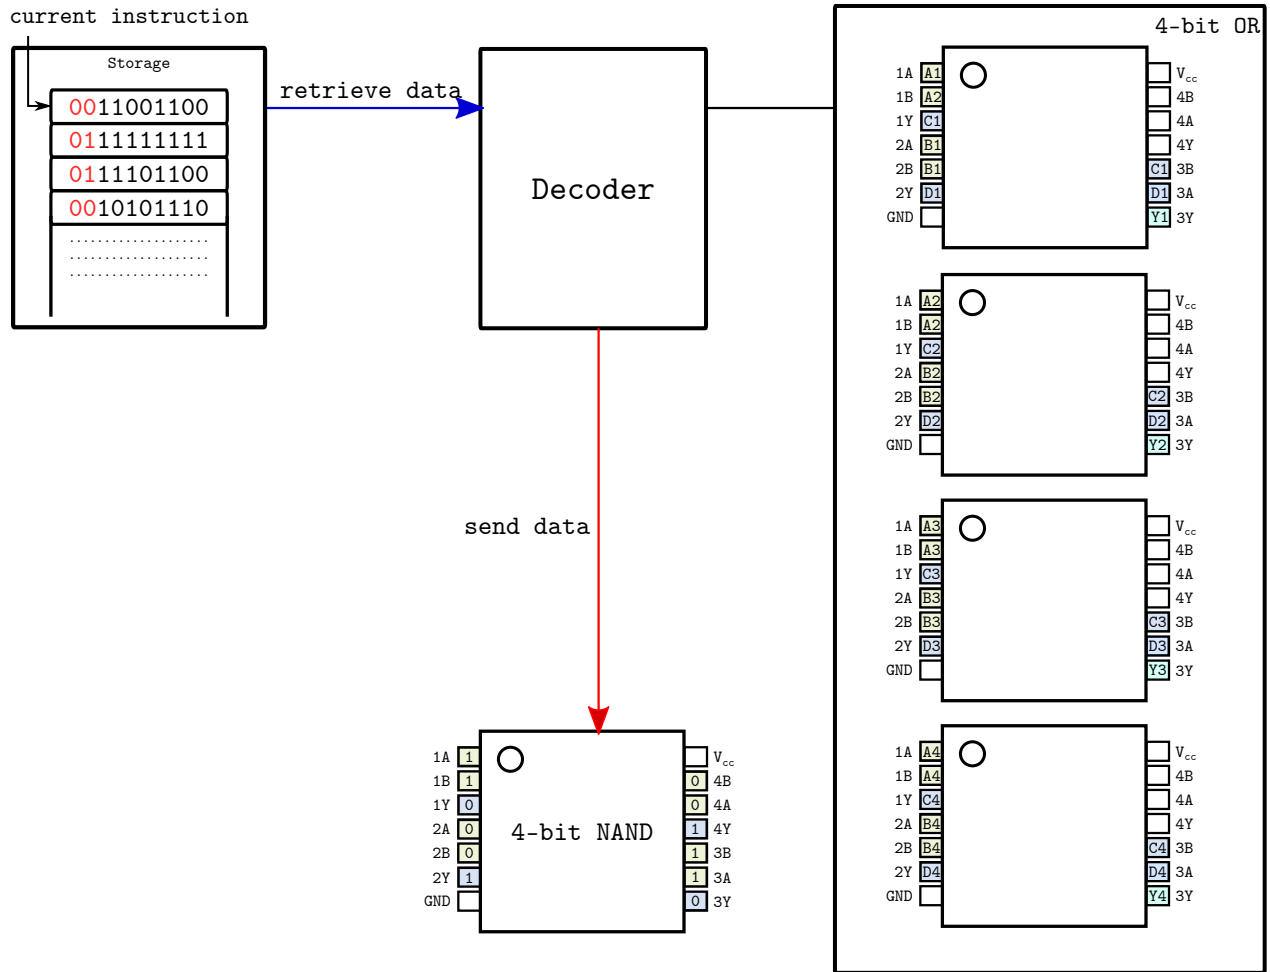 current instruction
Storage
0011001100
0111111111
0111101100
0010101110
....................
....................
....................
retrieve data
Decoder
send data
4-bit OR
1A A1
1B A2
1Y C1
2A B1
2B B1
2Y D1
GND
Vcc
4B
4A
4Y
C1 3B
D1 3A
Y1 3Y
1A A2
1B A2
1Y C2
2A B2
2B B2
2Y D2
GND
Vcc
4B
4A
4Y
C2 3B
D2 3A
Y2 3Y
1A A3
1B A3
1Y C3
2A B3
2B B3
2Y D3
GND
Vcc
4B
4A
4Y
C3 3B
D3 3A
Y3 3Y
1A A4
1B A4
1Y C4
2A B4
2B B4
2Y D4
GND
Vcc
4B
4A
4Y
C4 3B
D4 3A
Y4 3Y
1A 1
1B 1
1Y 0
2A 0
2B 0
2Y 1
GND
4-bit NAND
Vcc
0 4B
0 4A
1 4Y
1 3B
1 3A
0 3Y